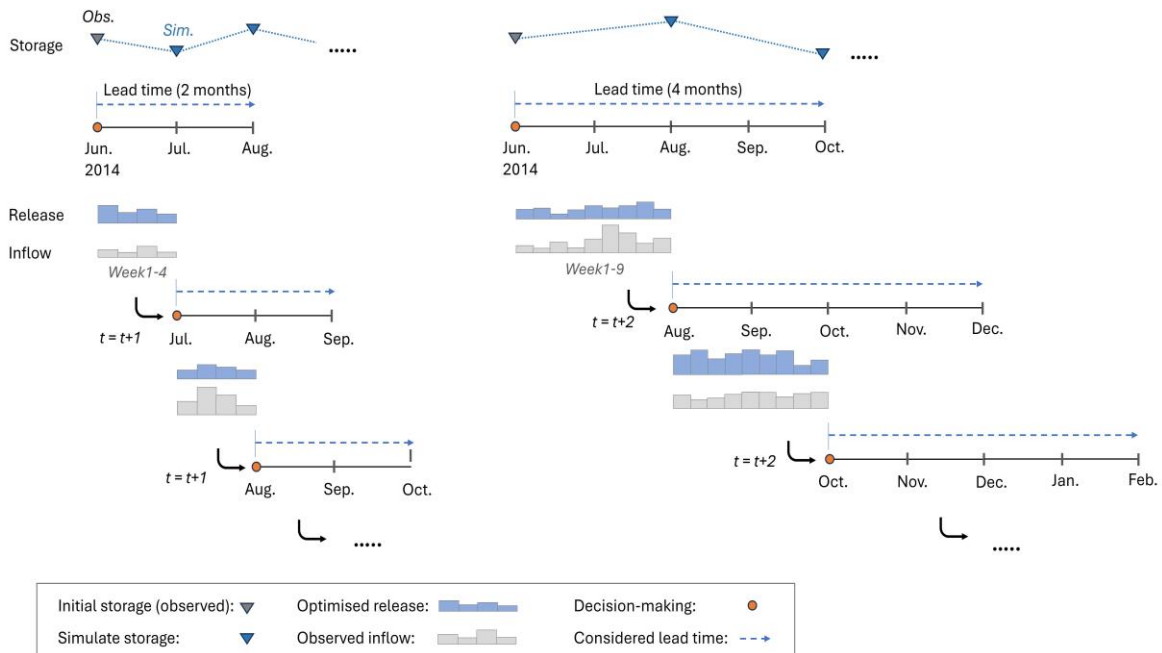 Obs.
Sim.
Storage
.....
.....
Lead time (2 months)
Lead time (4 months)
Jun. Jul. Aug.
2014
Jun. Jul. Aug. Sep. Oct.
2014
Release
Inflow
Week1-4
Week1-9
t = t+1
Jul. Aug. Sep.
t = t+2
Aug. Sep. Oct. Nov. Dec.
t = t+1
Aug. Sep. Oct.
t = t+2
Oct. Nov. Dec. Jan. Feb.
.....
.....
Initial storage (observed): Optimised release: Decision-making:
Simulate storage: Observed inflow: Considered lead time: